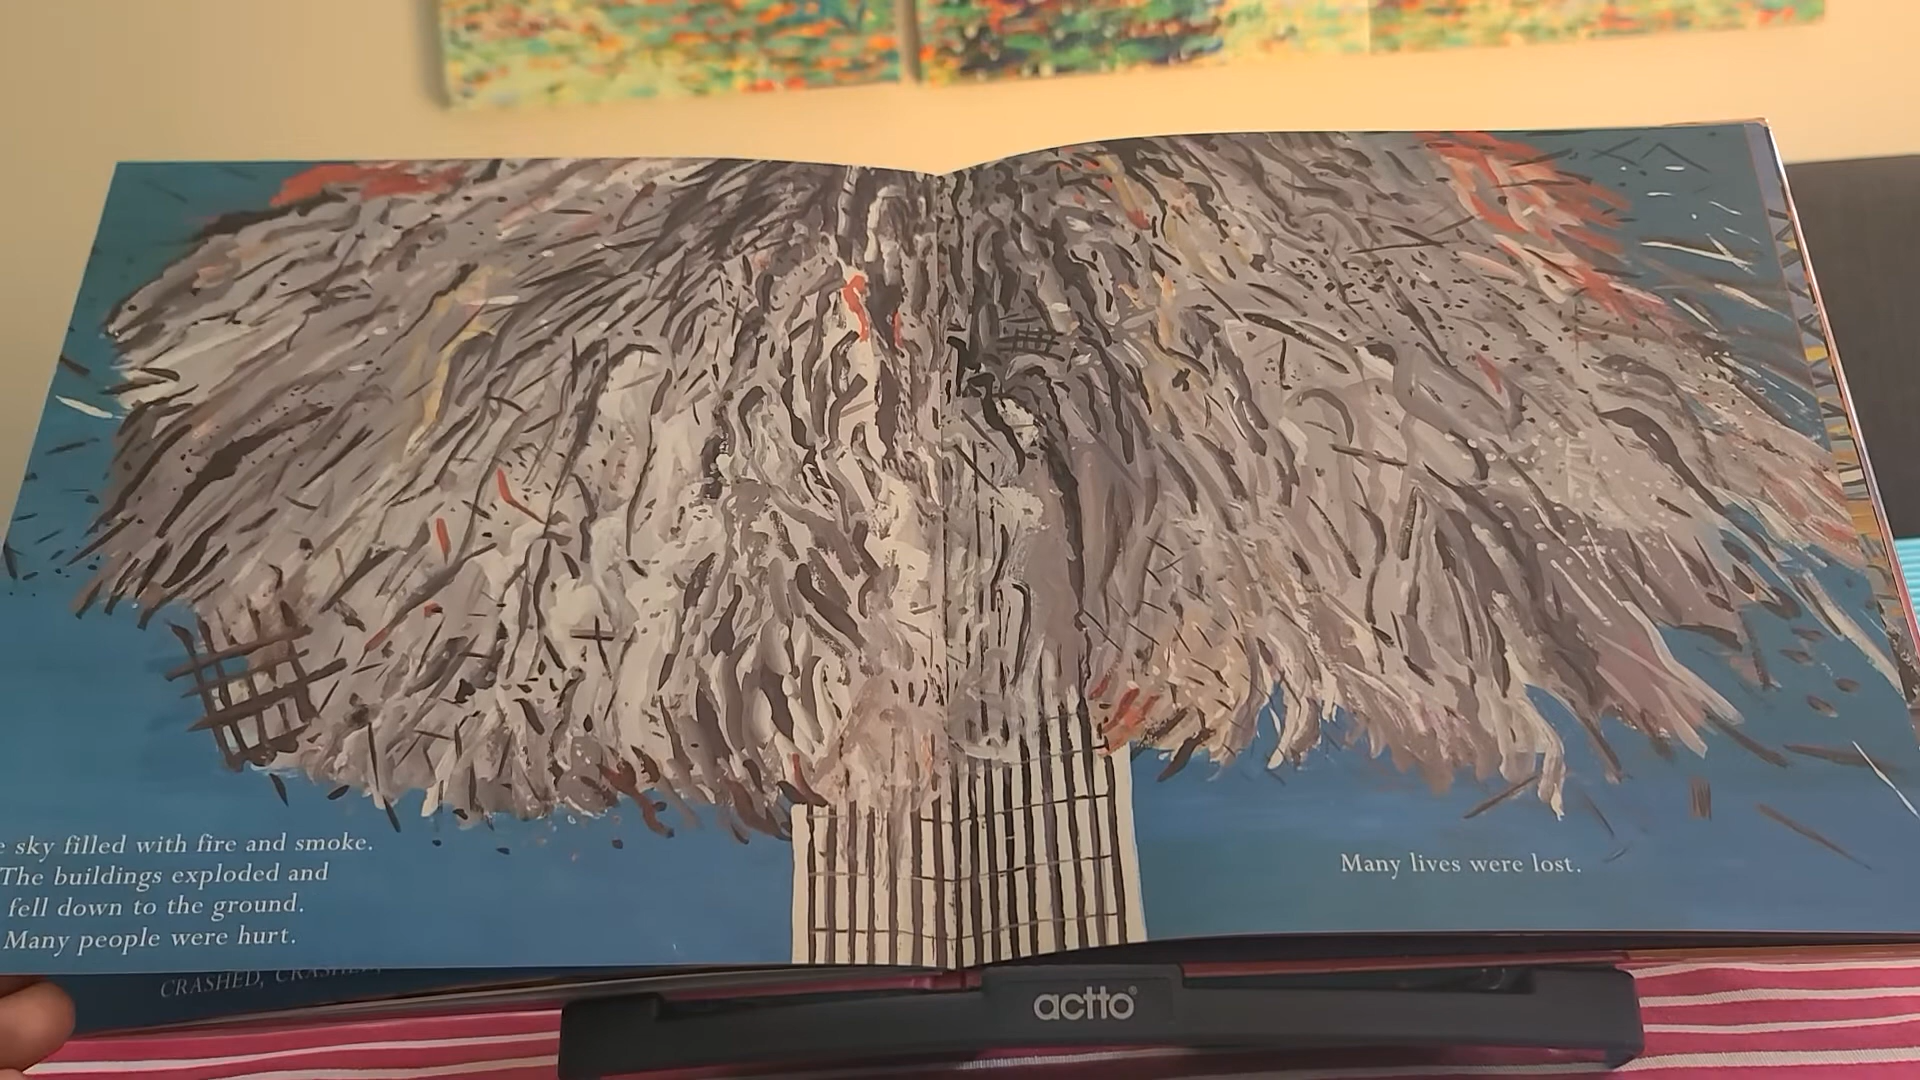 sky filled with fire and smoke.
The buildings exploded and
fell down to the ground.
Many people were hurt.
Many lives were lost.
CRASHED,
actto